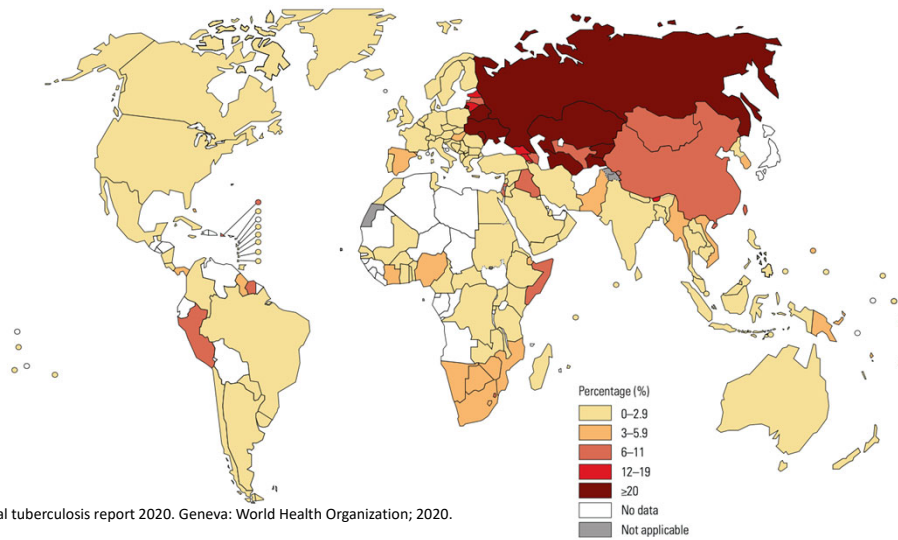 Percentage (%)
0–2.9
3–5.9
6–11
12–19
≥20
No data
Not applicable
al tuberculosis report 2020. Geneva: World Health Organization; 2020.